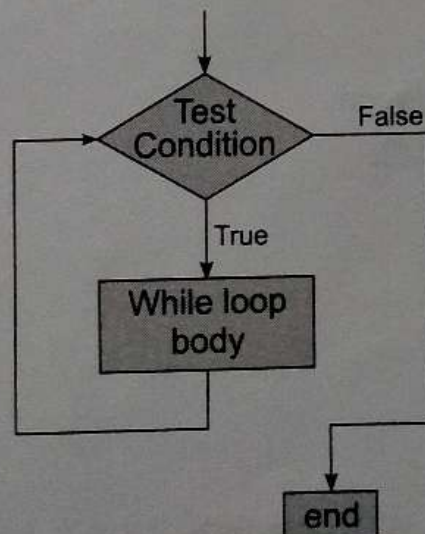 Test
Condition
False
True
While loop
body
end